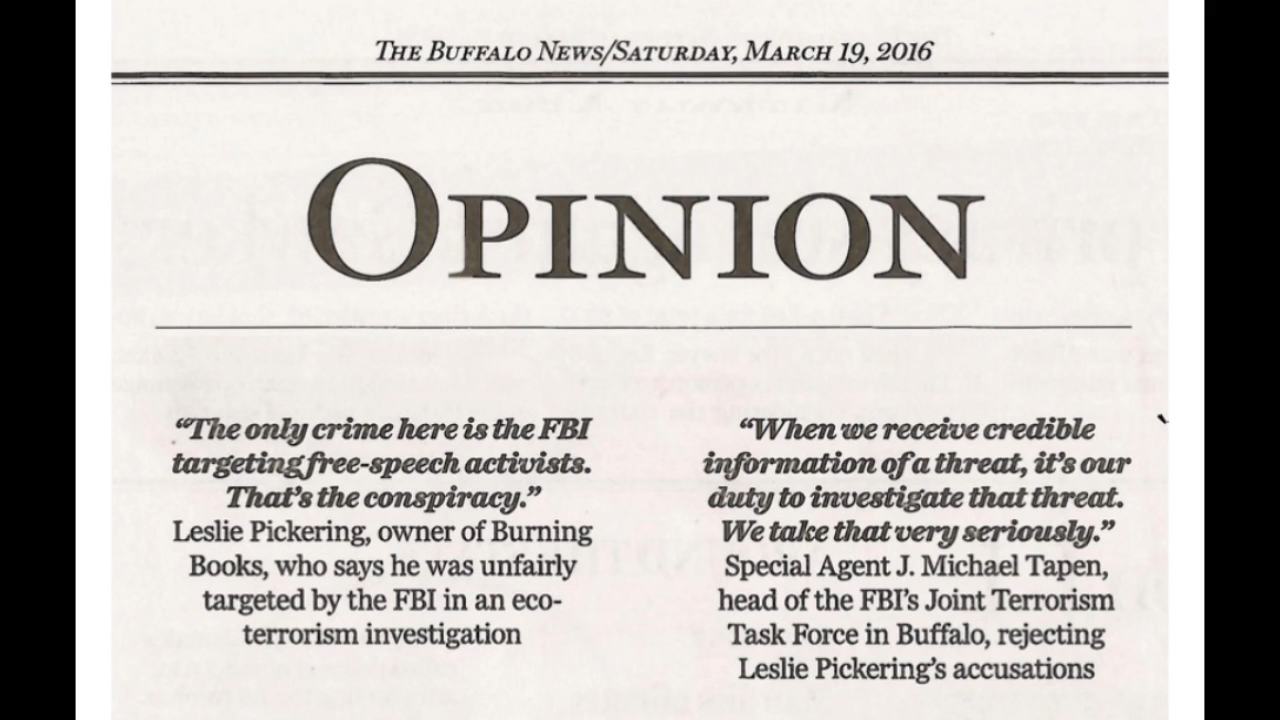 THE BUFFALO NEWS/SATURDAY, MARCH 19, 2016
OPINION
“The only crime here is the FBI
targeting free-speech activists.
That’s the conspiracy.”
Leslie Pickering, owner of Burning
Books, who says he was unfairly
targeted by the FBI in an eco-
terrorism investigation
“When we receive credible
information of a threat, it’s our
duty to investigate that threat.
We take that very seriously.”
Special Agent J. Michael Tapen,
head of the FBI’s Joint Terrorism
Task Force in Buffalo, rejecting
Leslie Pickering’s accusations